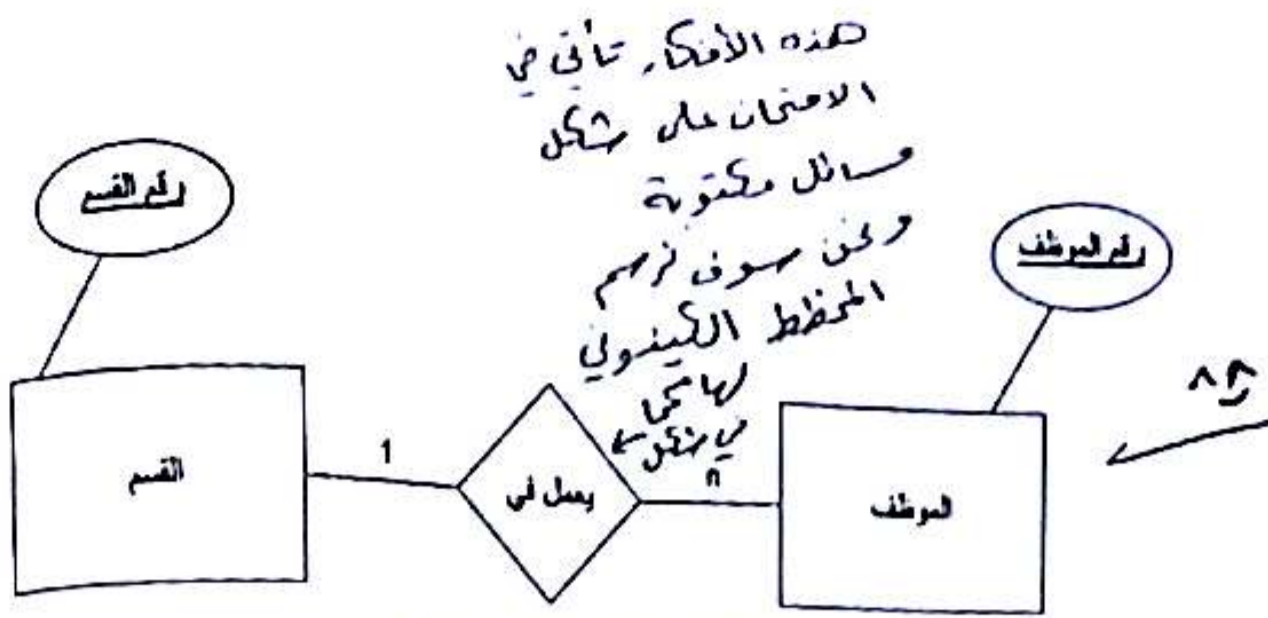 هذه الأفكار تأتي في
الامتحان على شكل
مسائل مكتوبة
ونحن سوف نرسم
المخطط الكينوني
لها كما
في شكل
رقم القسم
رقم الموظف
القسم
1
يعمل في
n
الموظف